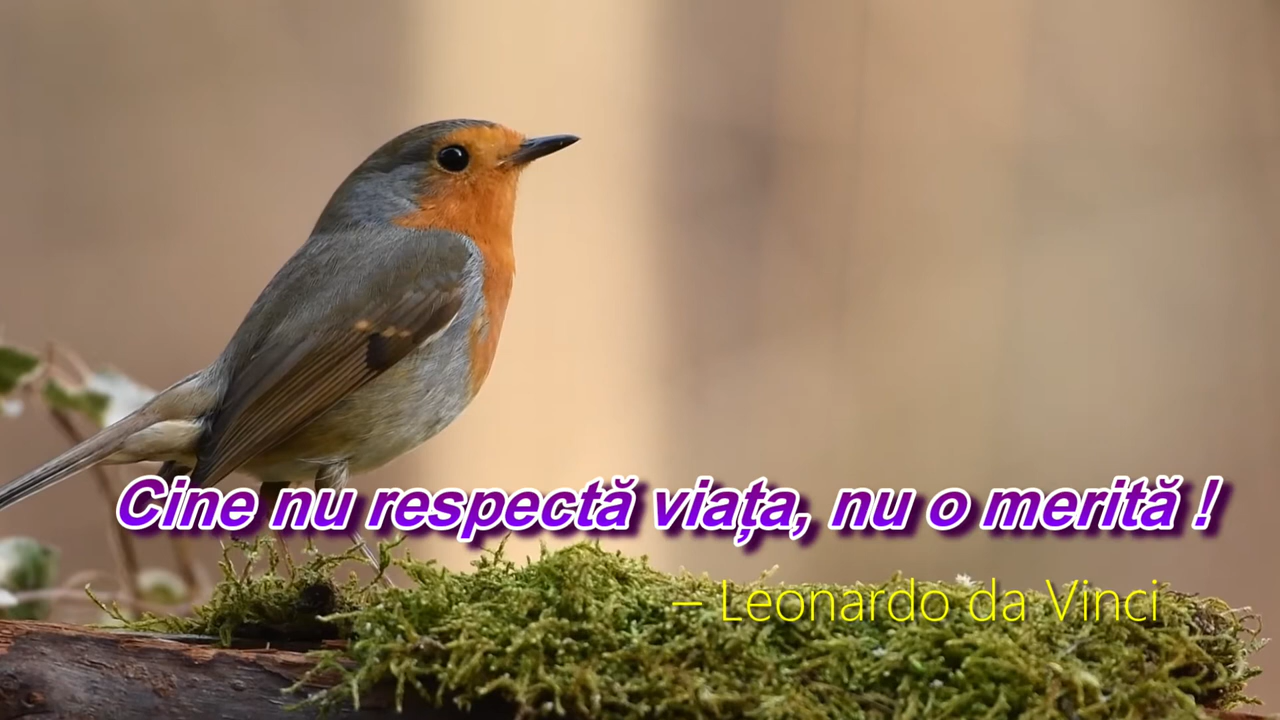 Cine nu respectă viața, nu o merită !
– Leonardo da Vinci